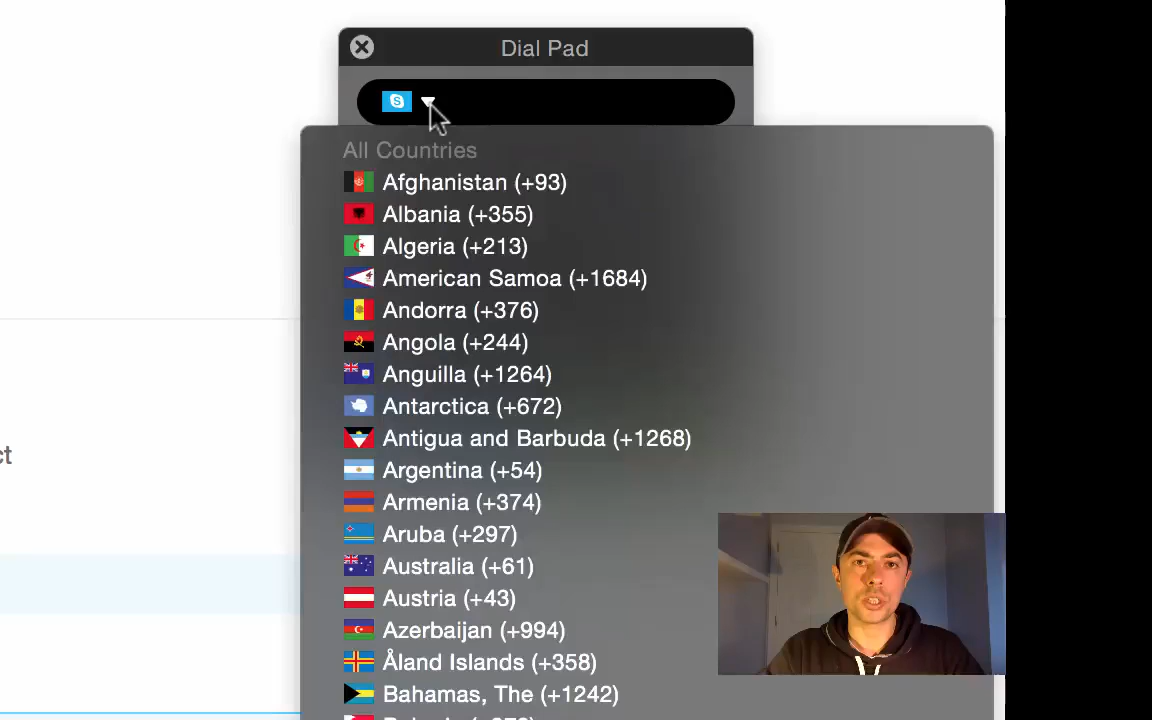 Dial Pad
All Countries
Afghanistan (+93)
Albania (+355)
Algeria (+213)
American Samoa (+1684)
Andorra (+376)
Angola (+244)
Anguilla (+1264)
Antarctica (+672)
Antigua and Barbuda (+1268)
ct
Argentina (+54)
Armenia (+374)
Aruba (+297)
Australia (+61)
Austria (+43)
Azerbaijan (+994)
Åland Islands (+358)
Bahamas, The (+1242)